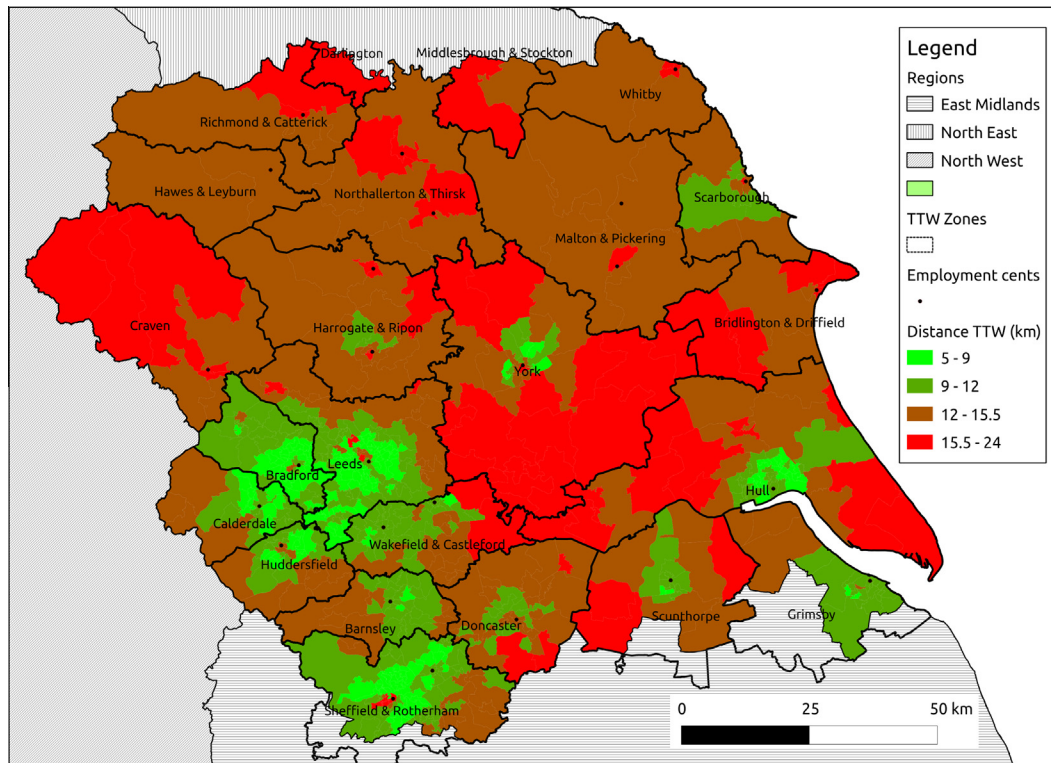 Darlington
Middlesbrough & Stockton
Whitby
Richmond & Catterick
Hawes & Leyburn
Northallerton & Thirsk
Scarborough
Malton & Pickering
Craven
Harrogate & Ripon
Bridlington & Driffield
York
Bradford
Leeds
Hull
Calderdale
Wakefield & Castleford
Huddersfield
Barnsley
Doncaster
Scunthorpe
Grimsby
Sheffield & Rotherham
Legend
Regions
East Midlands
North East
North West
TTW Zones
Employment cents
Distance TTW (km)
5 - 9
9 - 12
12 - 15.5
15.5 - 24
0 25 50 km